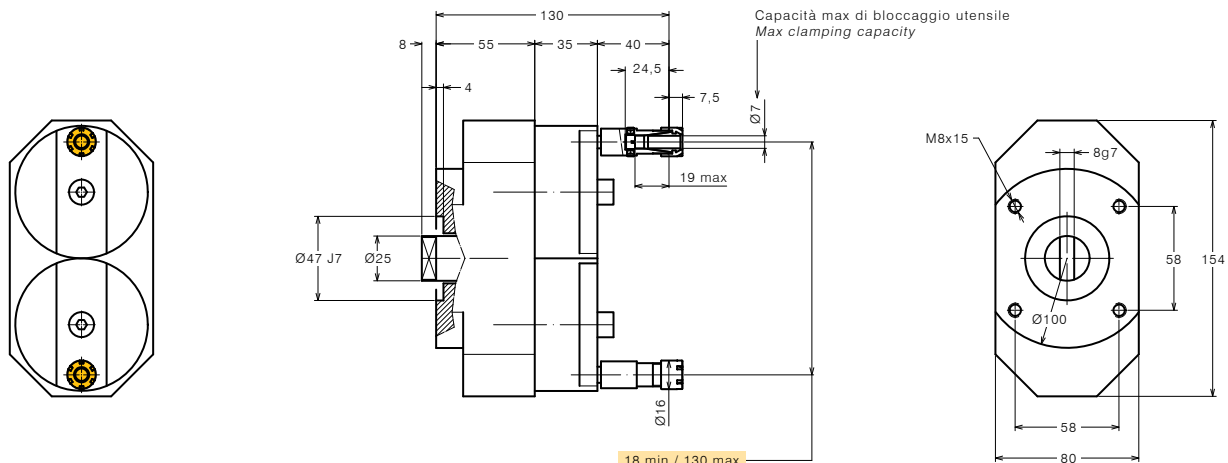 130
Capacità max di bloccaggio utensile
Max clamping capacity
8
55
35
40
24,5
4
7,5
Ø7
M8x15
8g7
19 max
Ø47 J7
Ø25
58
154
Ø100
Ø16
58
18 min / 130 max
80